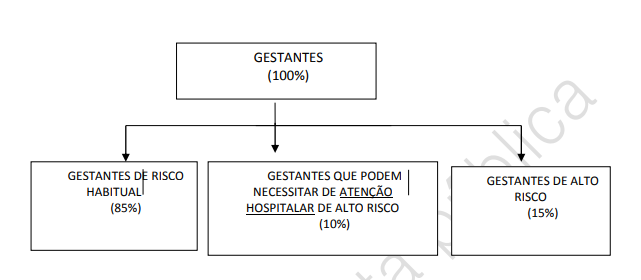 GESTANTES
(100%)
GESTANTES DE RISCO
HABITUAL
(85%)
GESTANTES QUE PODEM
NECESSITAR DE ATENÇÃO
HOSPITALAR DE ALTO RISCO
(10%)
GESTANTES DE ALTO
RISCO
(15%)